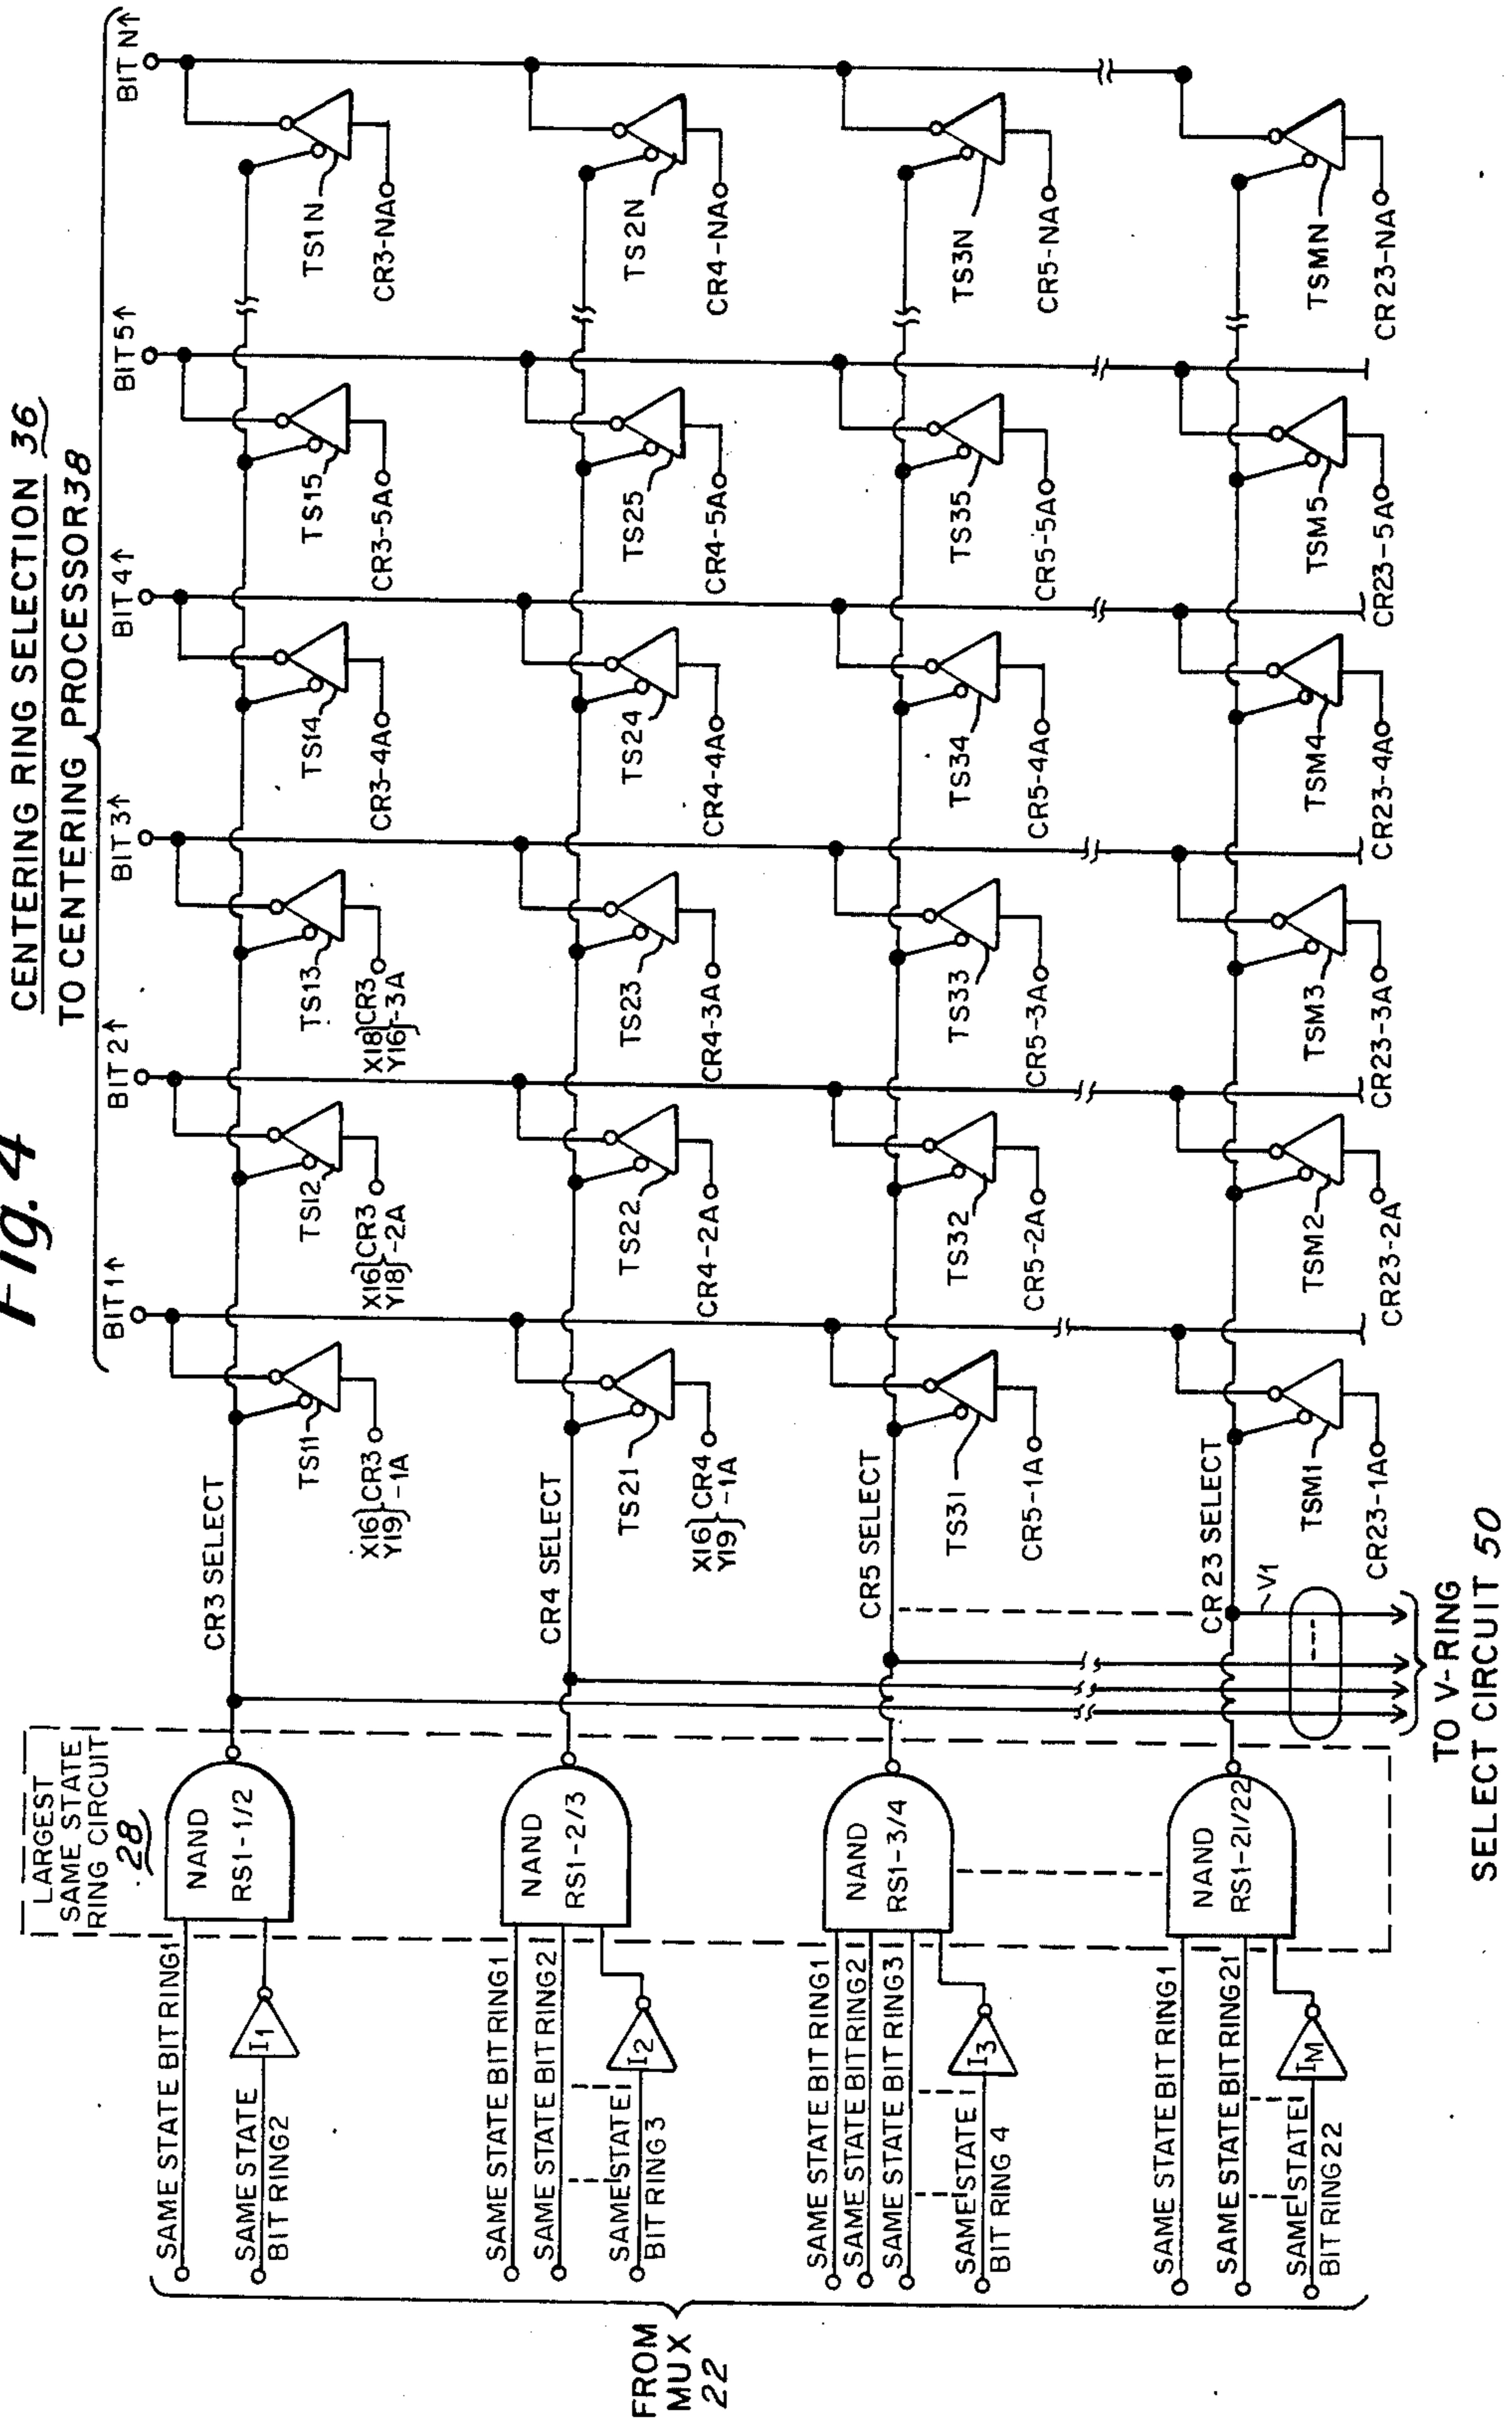 Fig. 4
CENTERING RING SELECTION 36
TO CENTERING PROCESSOR 38
BIT 1↑
BIT 2↑
BIT 3↑
BIT 4↑
BIT 5↑
BIT N↑
LARGEST
SAME STATE
RING CIRCUIT
28
FROM
MUX
22
SAME STATE BIT RING1
SAME STATE
BIT RING2
I1
NAND
RS1-1/2
CR3 SELECT
TS11
X16} CR3
Y19} -1A
TS12
X16} CR3
Y18} -2A
TS13
X18} CR3
Y16} -3A
TS14
CR3-4A
TS15
CR3-5A
TS1N
CR3-NA
SAME STATE BIT RING1
SAME STATE BIT RING2
SAME STATE
BIT RING 3
I2
NAND
RS1-2/3
CR4 SELECT
TS21
X16} CR4
Y19} -1A
TS22
CR4-2A
TS23
CR4-3A
TS24
CR4-4A
TS25
CR4-5A
TS2N
CR4-NA
SAME STATE BIT RING1
SAME STATE BIT RING2
SAME STATE BIT RING3
SAME STATE
BIT RING 4
I3
NAND
RS1-3/4
CR5 SELECT
TS31
CR5-1A
TS32
CR5-2A
TS33
CR5-3A
TS34
CR5-4A
TS35
CR5-5A
TS3N
CR5-NA
SAME STATE BIT RING1
SAME STATE BIT RING21
SAME STATE
BIT RING22
IM
NAND
RS1-21/22
CR23 SELECT
V1
TSM1
CR23-1A
TSM2
CR23-2A
TSM3
CR23-3A
TSM4
CR23-4A
TSM5
CR23-5A
TSMN
CR23-NA
TO V-RING
SELECT CIRCUIT 50